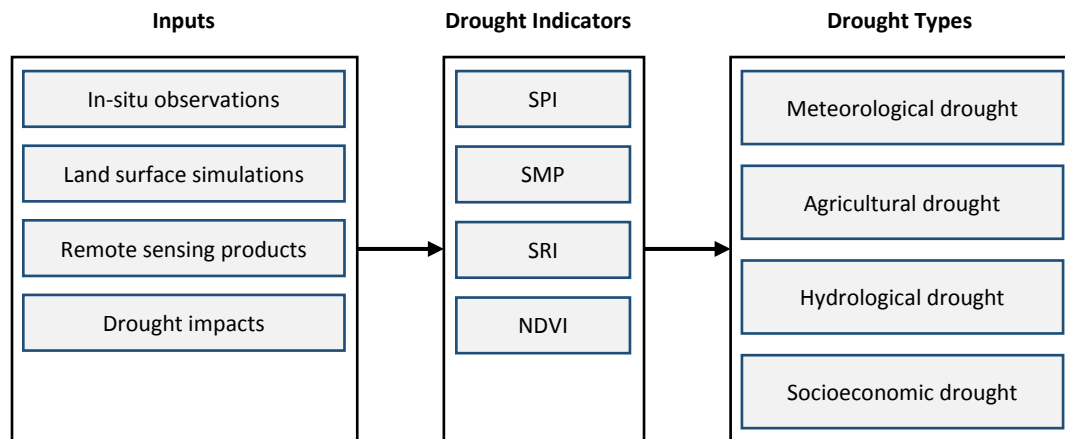 Inputs
In-situ observations
Land surface simulations
Remote sensing products
Drought impacts
Drought Indicators
SPI
SMP
SRI
NDVI
Drought Types
Meteorological drought
Agricultural drought
Hydrological drought
Socioeconomic drought